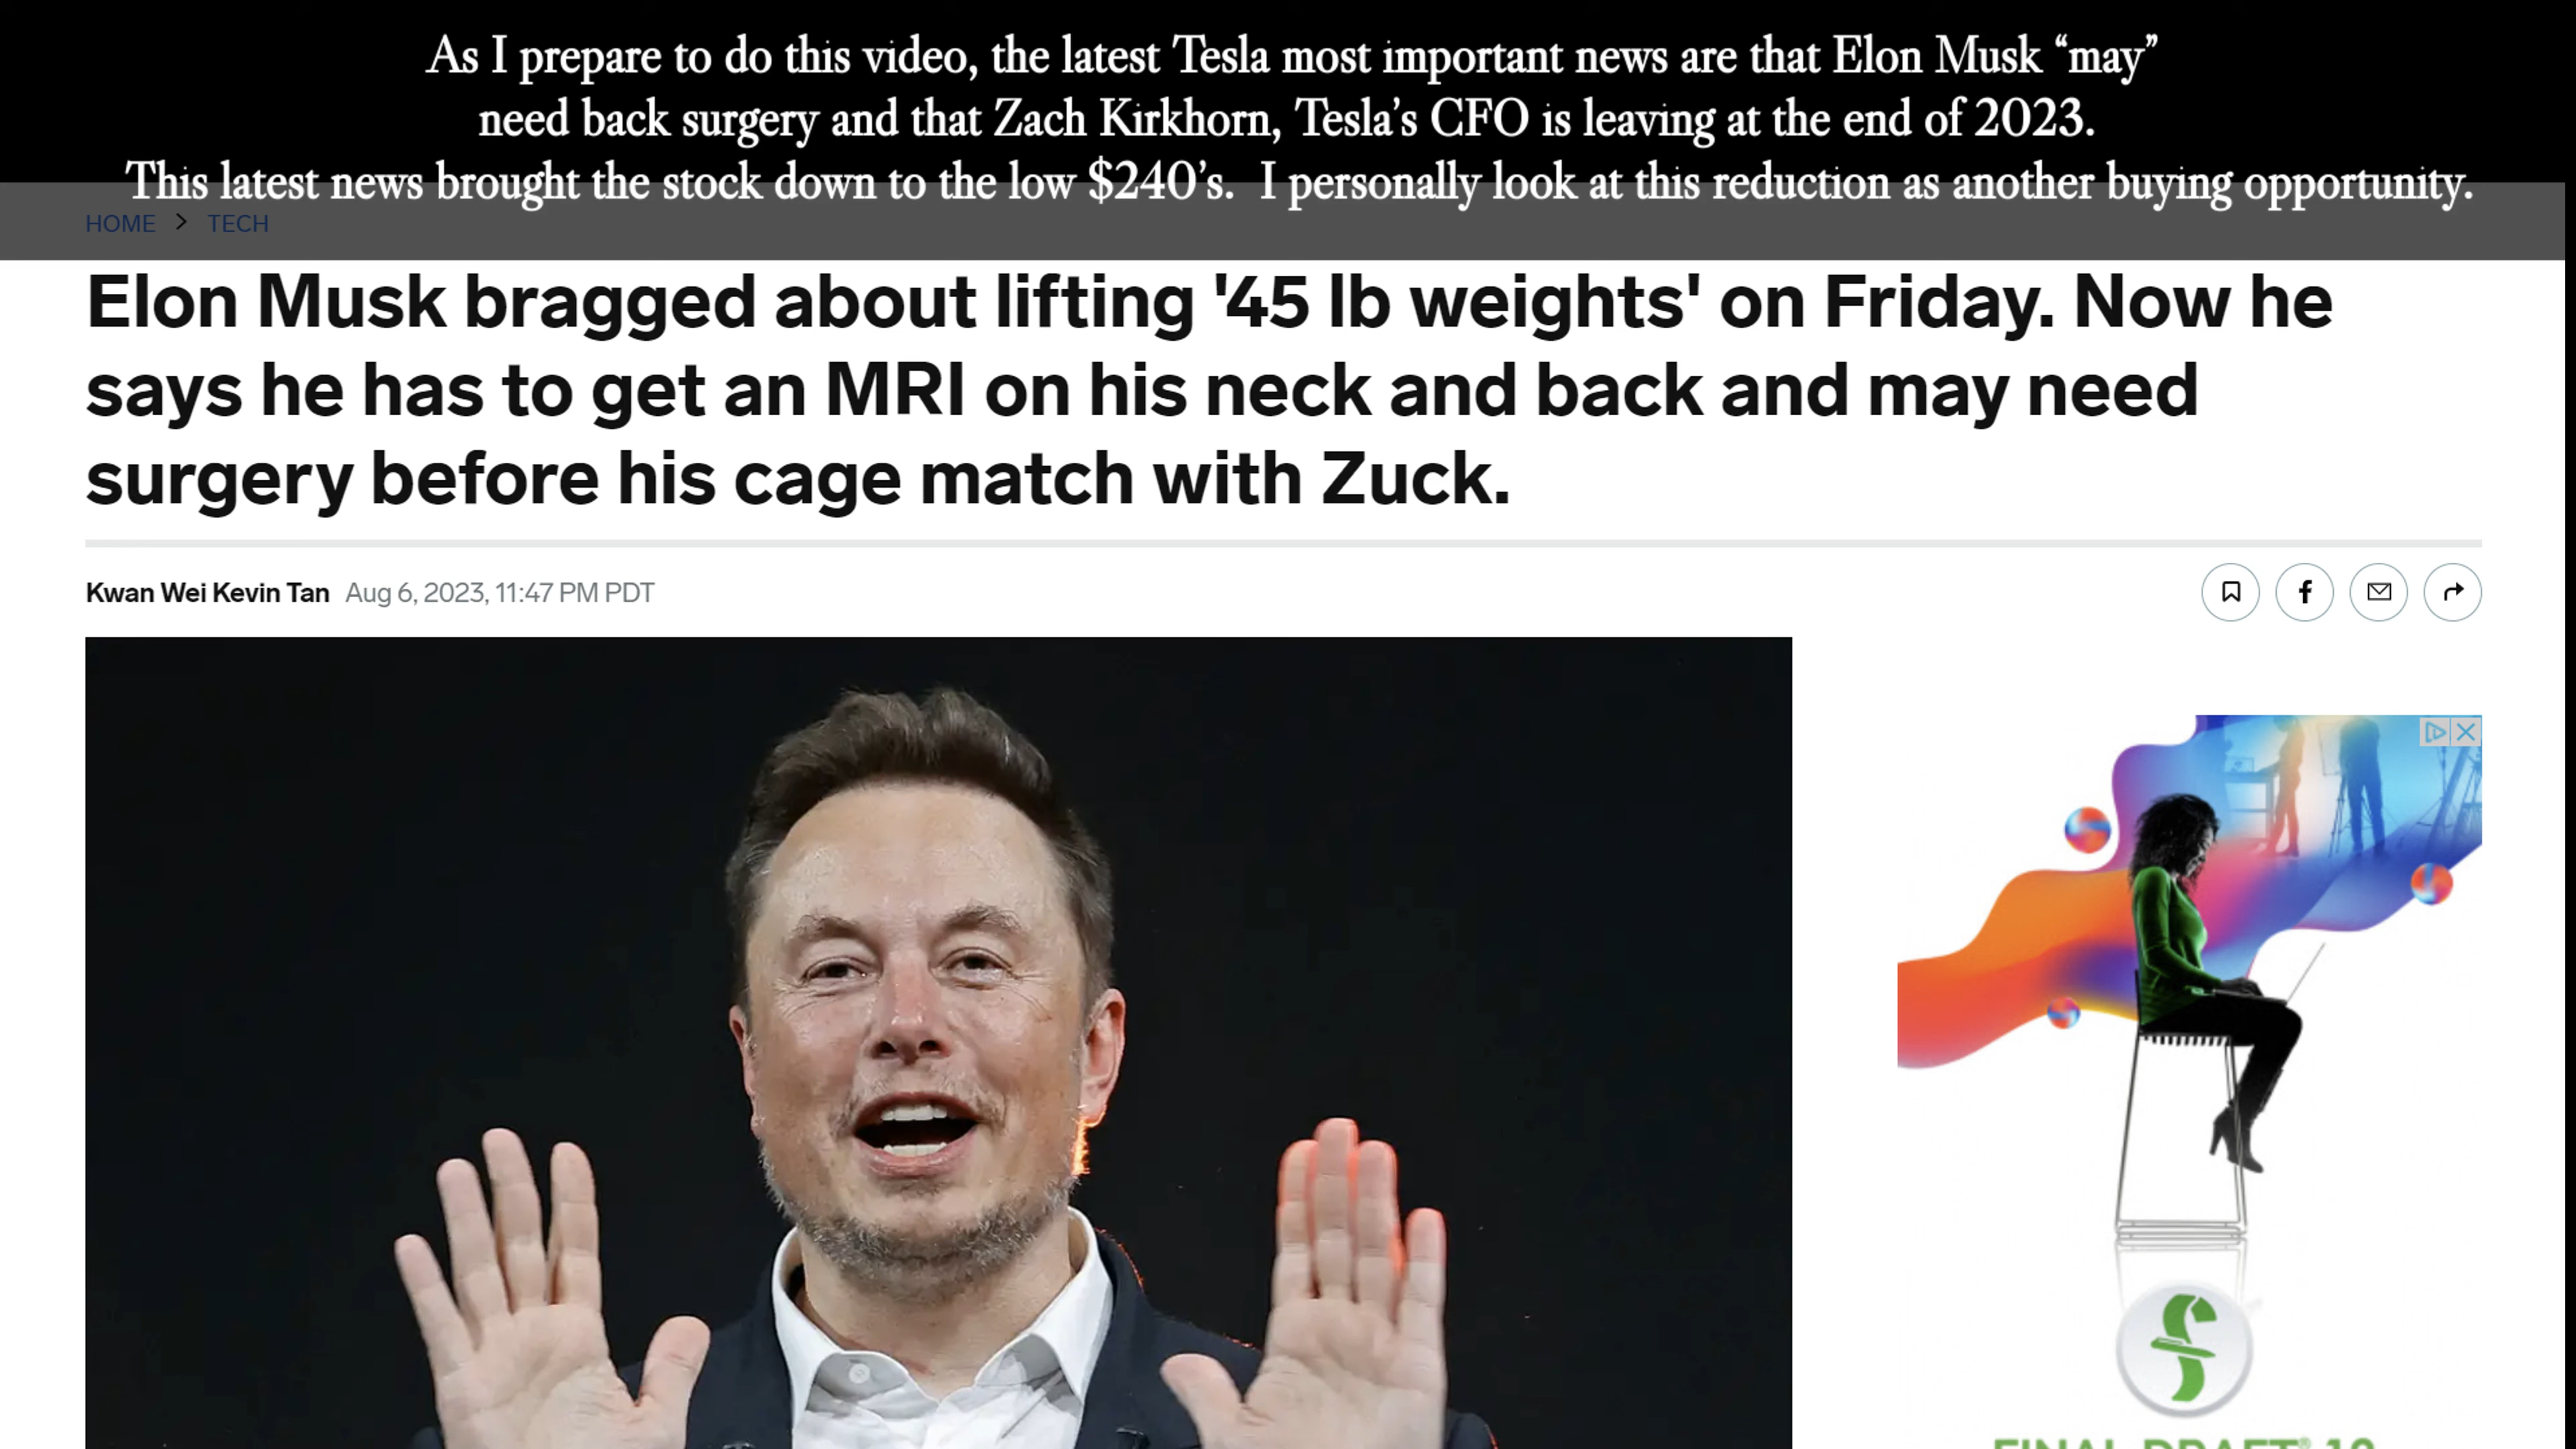 As I prepare to do this video, the latest Tesla most important news are that Elon Musk “may”
need back surgery and that Zach Kirkhorn, Tesla’s CFO is leaving at the end of 2023.
This latest news brought the stock down to the low $240’s.  I personally look at this reduction as another buying opportunity.
HOME > TECH
Elon Musk bragged about lifting '45 lb weights' on Friday. Now he
says he has to get an MRI on his neck and back and may need
surgery before his cage match with Zuck.
Kwan Wei Kevin Tan Aug 6, 2023, 11:47 PM PDT
FINAL DRAFT®